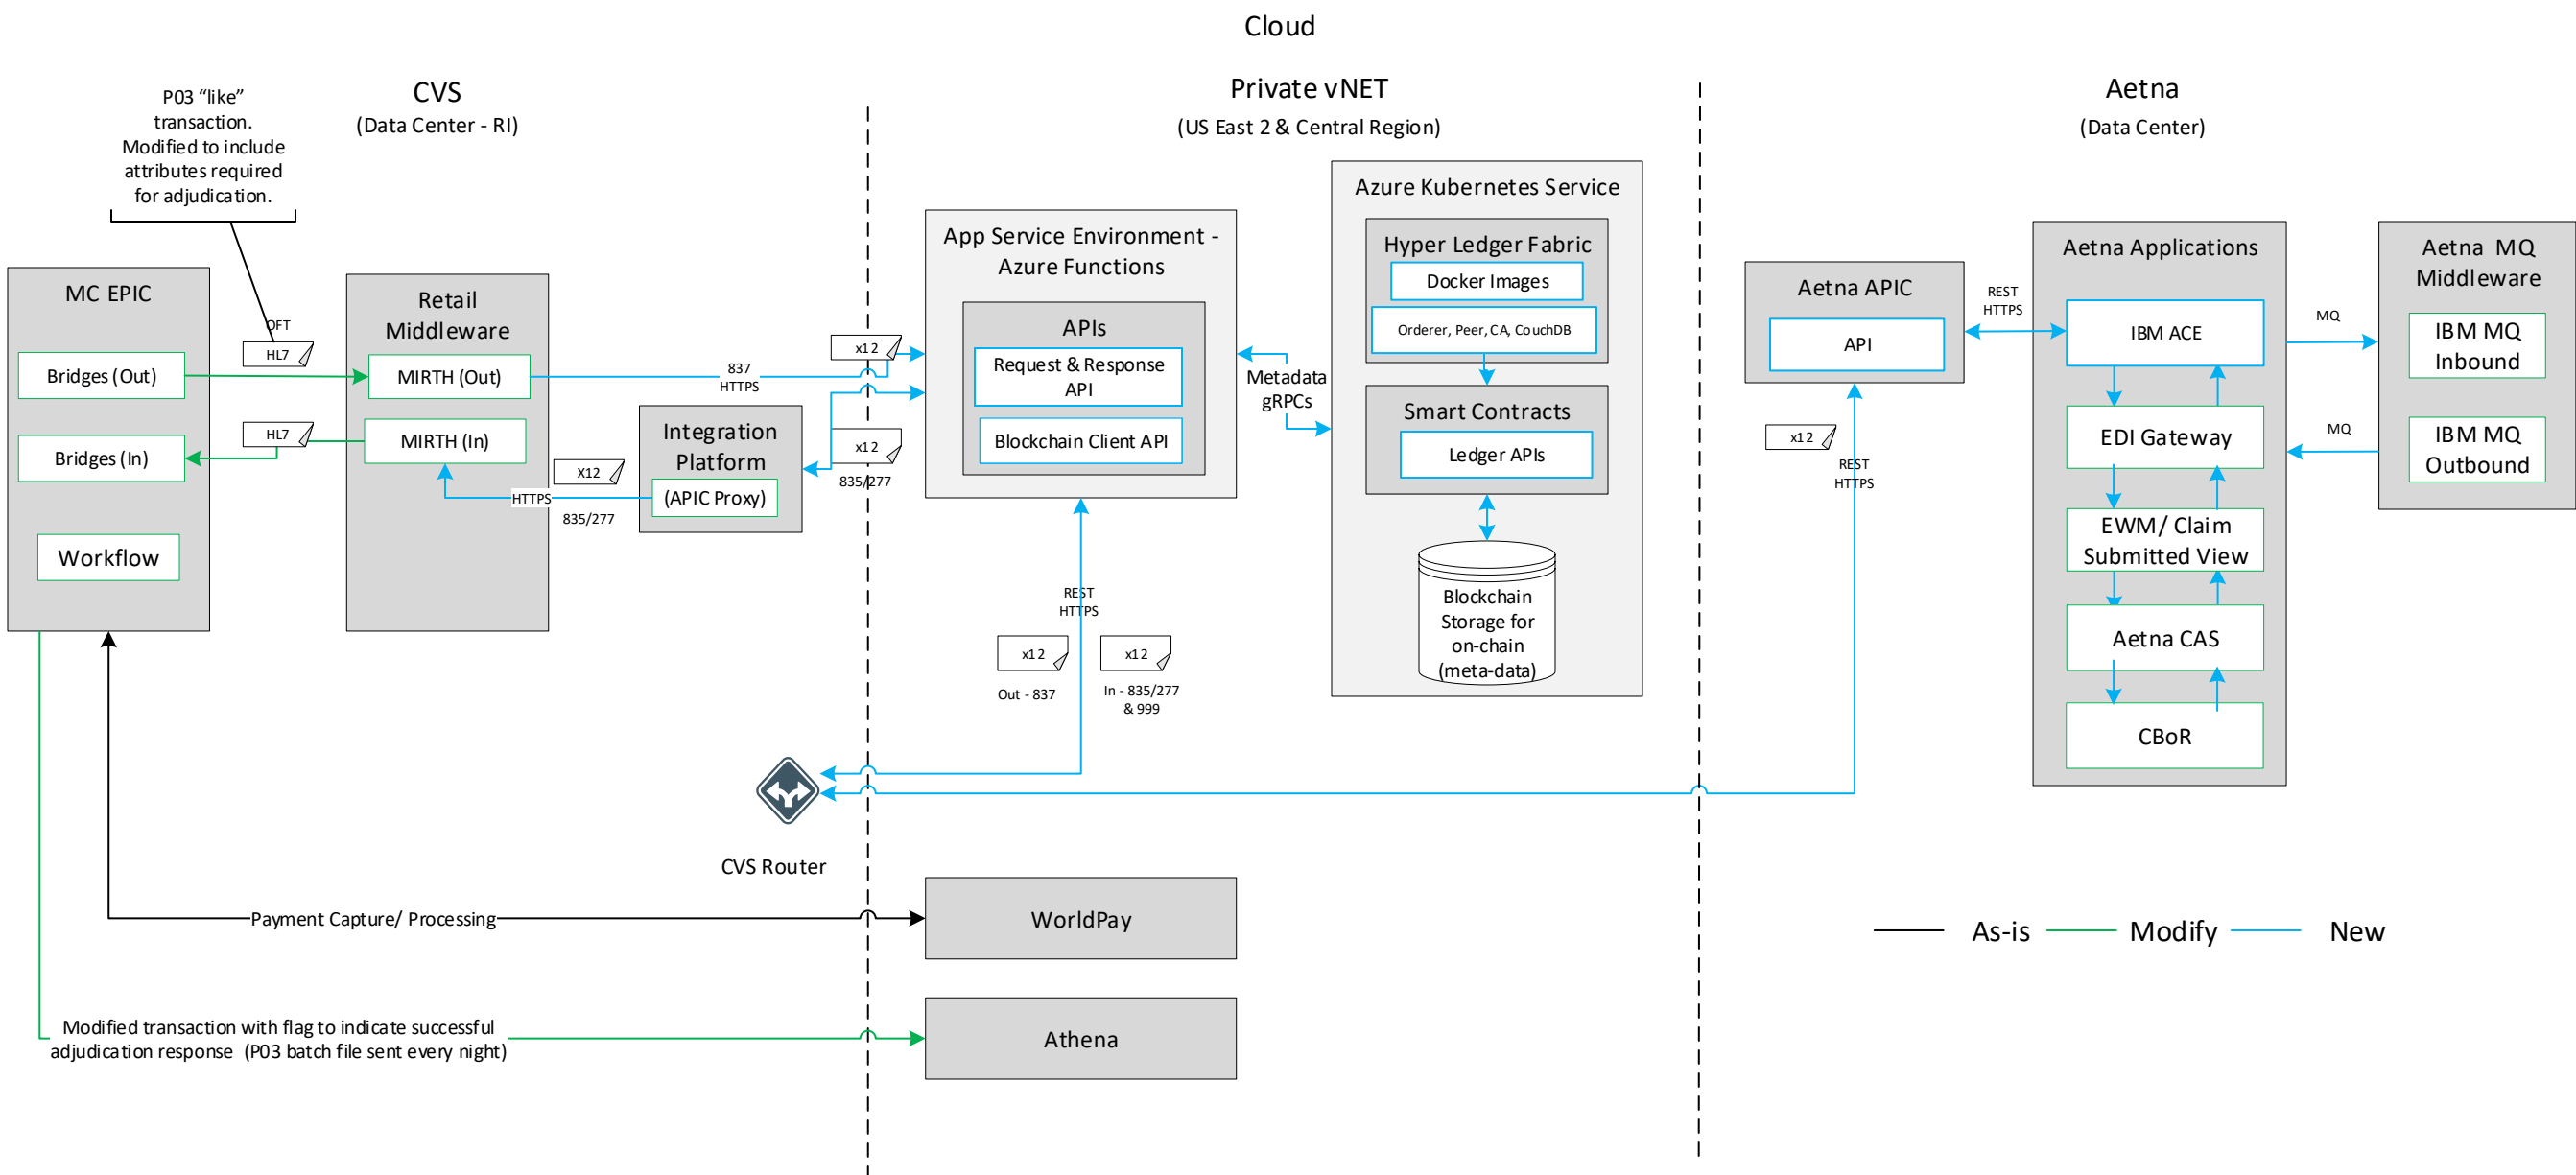 Cloud
CVS
(Data Center - RI)
Private vNET
(US East 2 & Central Region)
Aetna
(Data Center)
P03 “like”
transaction.
Modified to include
attributes required
for adjudication.
MC EPIC
OFT
HL7
Bridges (Out)
HL7
Bridges (In)
Workflow
Retail
Middleware
MIRTH (Out)
MIRTH (In)
837
HTTPS
x12
Integration
Platform
(APIC Proxy)
X12
HTTPS
835/277
x12
835/277
App Service Environment -
Azure Functions
APIs
Request & Response
API
Blockchain Client API
Metadata
gRPCs
Azure Kubernetes Service
Hyper Ledger Fabric
Docker Images
Orderer, Peer, CA, CouchDB
Smart Contracts
Ledger APIs
Blockchain
Storage for
on-chain
(meta-data)
REST
HTTPS
x12
Out - 837
x12
In - 835/277
& 999
Aetna APIC
API
x12
REST
HTTPS
REST
HTTPS
Aetna Applications
IBM ACE
EDI Gateway
EWM/ Claim
Submitted View
Aetna CAS
CBoR
MQ
MQ
Aetna MQ
Middleware
IBM MQ
Inbound
IBM MQ
Outbound
CVS Router
Payment Capture/ Processing
WorldPay
Modified transaction with flag to indicate successful
adjudication response (P03 batch file sent every night)
Athena
As-is
Modify
New